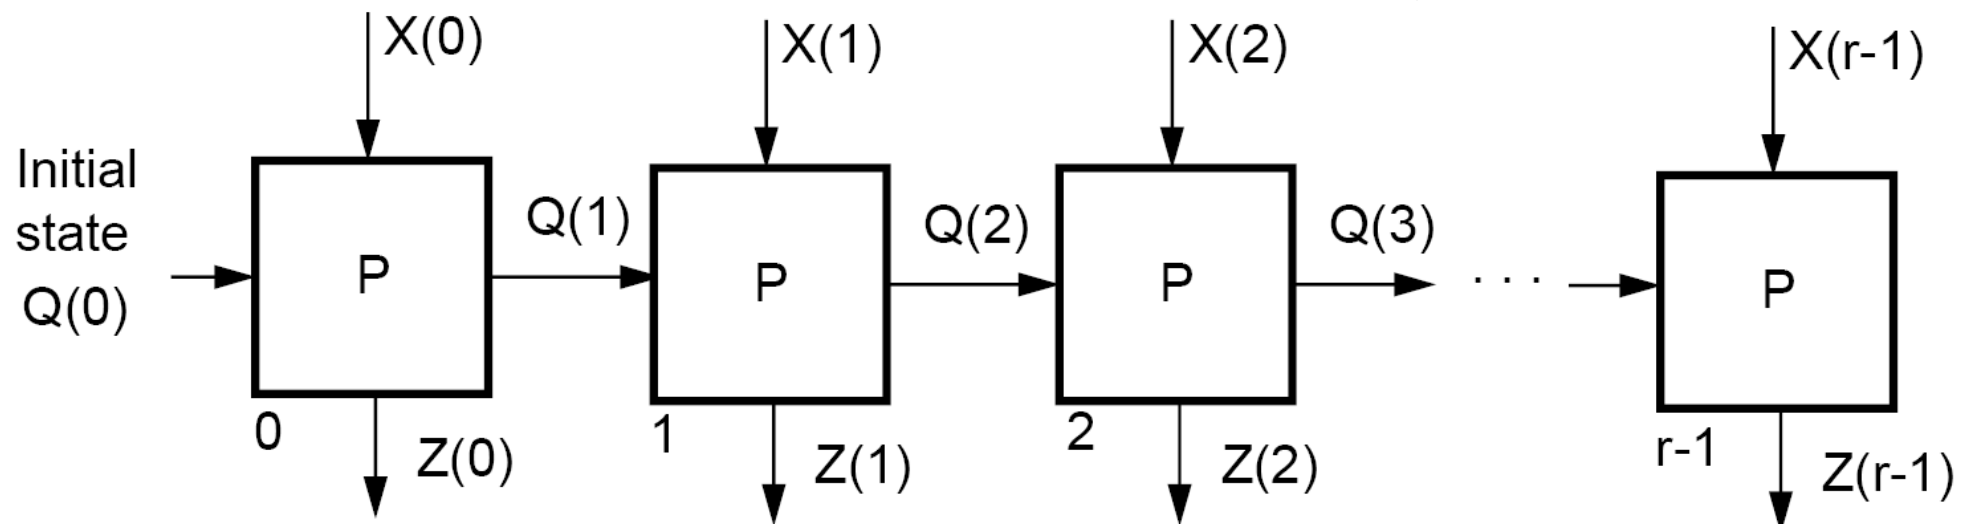 X(0)
X(1)
X(2)
X(r-1)
Initial
state
Q(0)
P
Q(1)
P
Q(2)
P
Q(3)
. . .
P
0
Z(0)
1
Z(1)
2
Z(2)
r-1
Z(r-1)